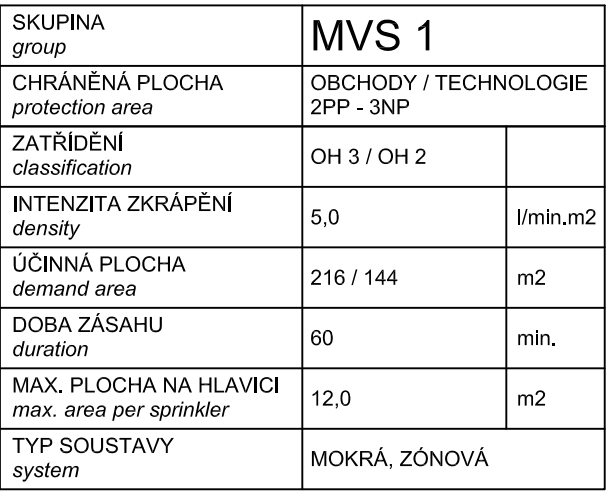 SKUPINA
group
MVS 1
CHRÁNĚNÁ PLOCHA
protection area
OBCHODY / TECHNOLOGIE
2PP - 3NP
ZATŘÍDĚNÍ
classification
OH 3 / OH 2
INTENZITA ZKRÁPĚNÍ
density
5,0
l/min.m2
ÚČINNÁ PLOCHA
demand area
216 / 144
m2
DOBA ZÁSAHU
duration
60
min.
MAX. PLOCHA NA HLAVICI
max. area per sprinkler
12,0
m2
TYP SOUSTAVY
system
MOKRÁ, ZÓNOVÁ